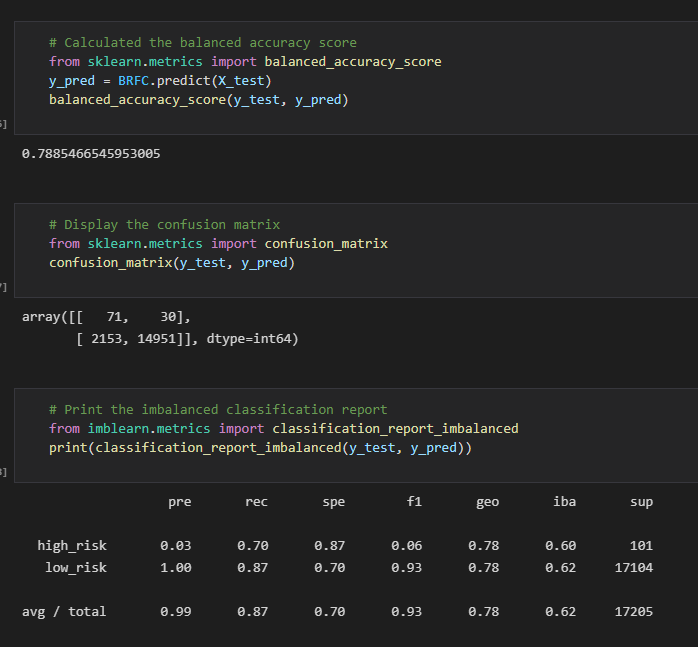 # Calculated the balanced accuracy score
from sklearn.metrics import balanced_accuracy_score
y_pred = BRFC.predict(X_test)
balanced_accuracy_score(y_test, y_pred)
0.7885466545953005
# Display the confusion matrix
from sklearn.metrics import confusion_matrix
confusion_matrix(y_test, y_pred)
array([[   71,    30],
       [ 2153, 14951]], dtype=int64)
# Print the imbalanced classification report
from imblearn.metrics import classification_report_imbalanced
print(classification_report_imbalanced(y_test, y_pred))
pre rec spe f1 geo iba sup
high_risk 0.03 0.70 0.87 0.06 0.78 0.60 101
low_risk 1.00 0.87 0.70 0.93 0.78 0.62 17104
avg / total 0.99 0.87 0.70 0.93 0.78 0.62 17205